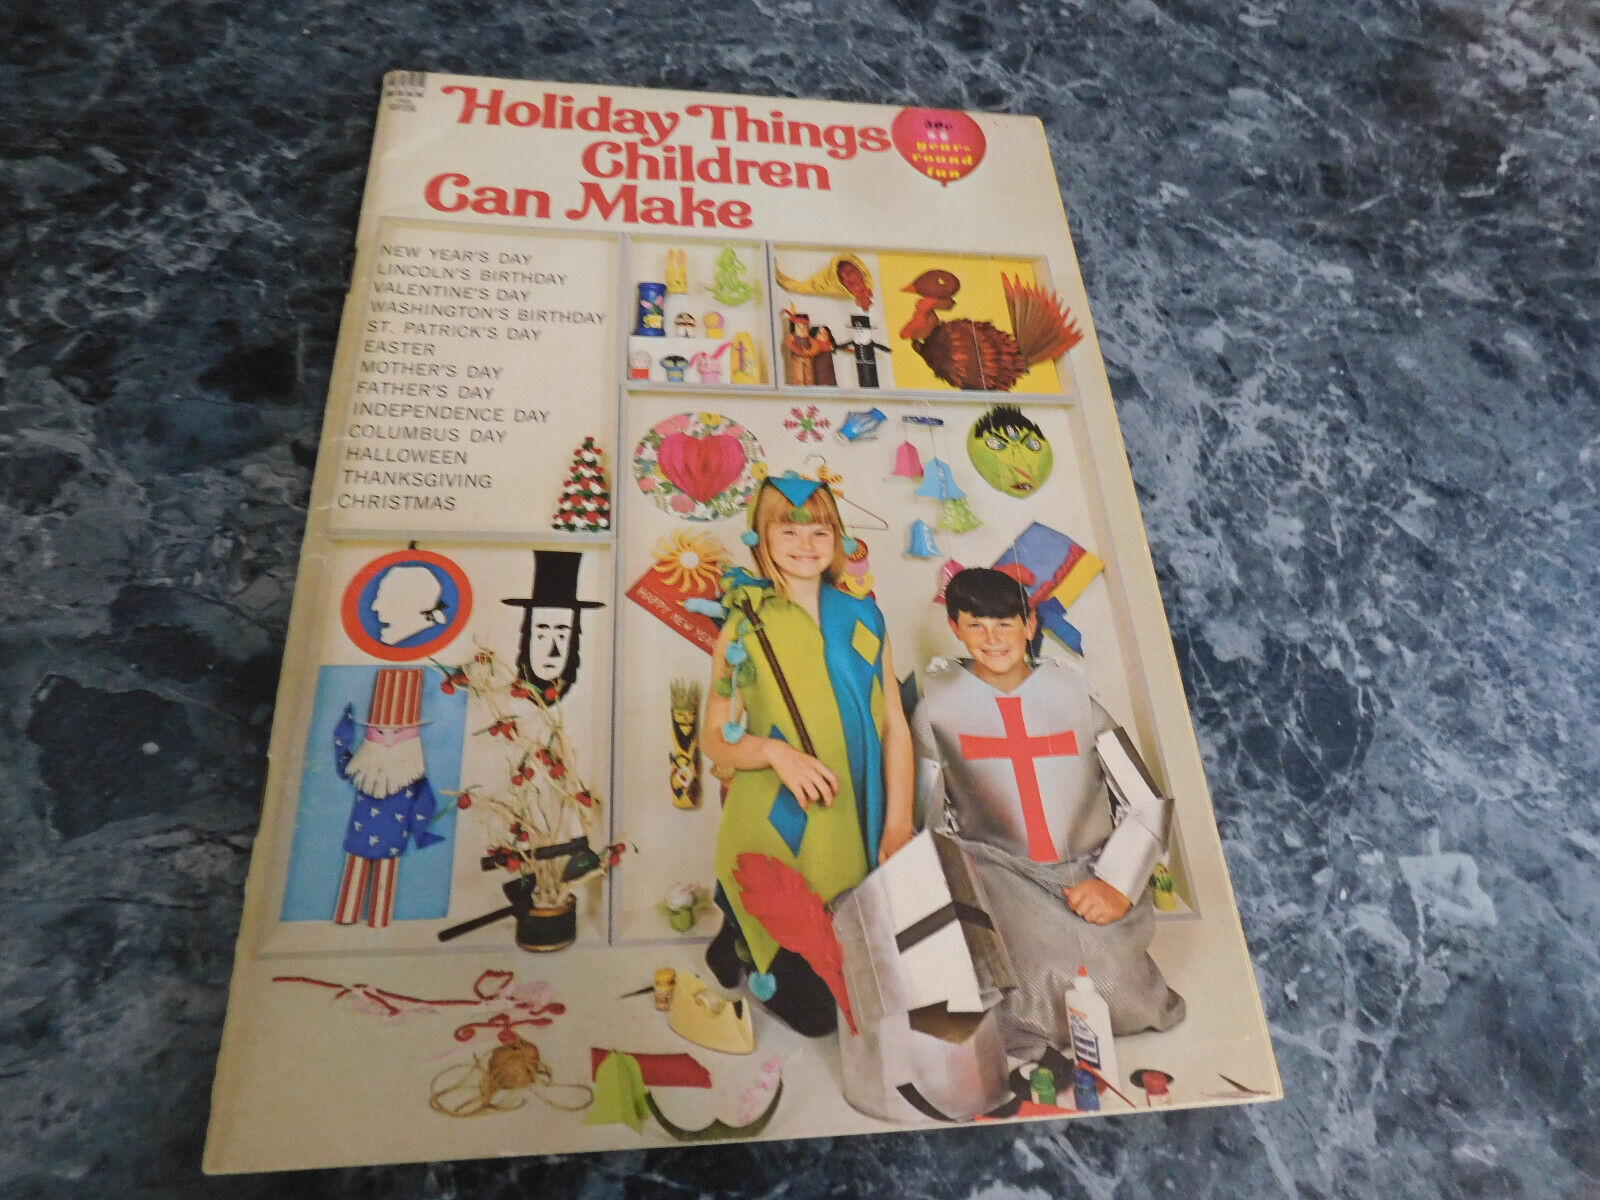 Holiday Things
Children
Can Make
50¢
year-
round
fun
NEW YEAR'S DAY
LINCOLN'S BIRTHDAY
VALENTINE'S DAY
WASHINGTON'S BIRTHDAY
ST. PATRICK'S DAY
EASTER
MOTHER'S DAY
FATHER'S DAY
INDEPENDENCE DAY
COLUMBUS DAY
HALLOWEEN
THANKSGIVING
CHRISTMAS
HAPPY NEW YEAR